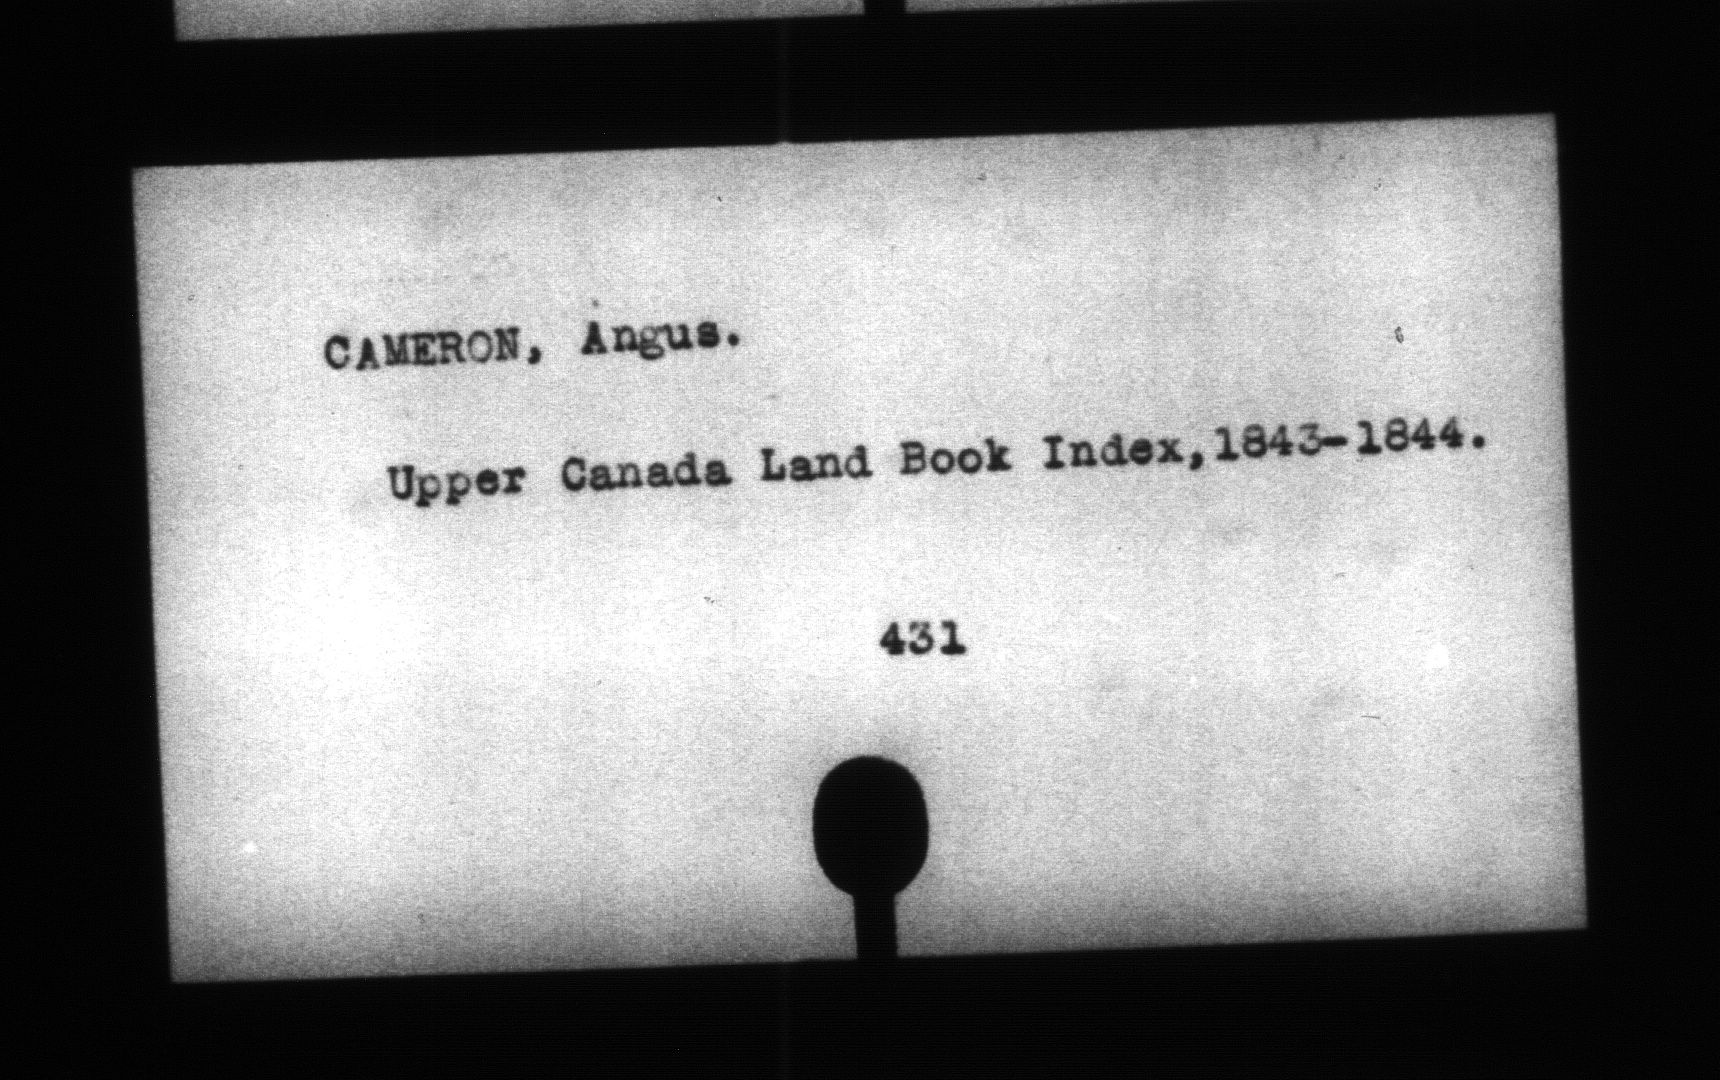 CAMERON, Angus.
Upper Canada Land Book Index,1843-1844.
431